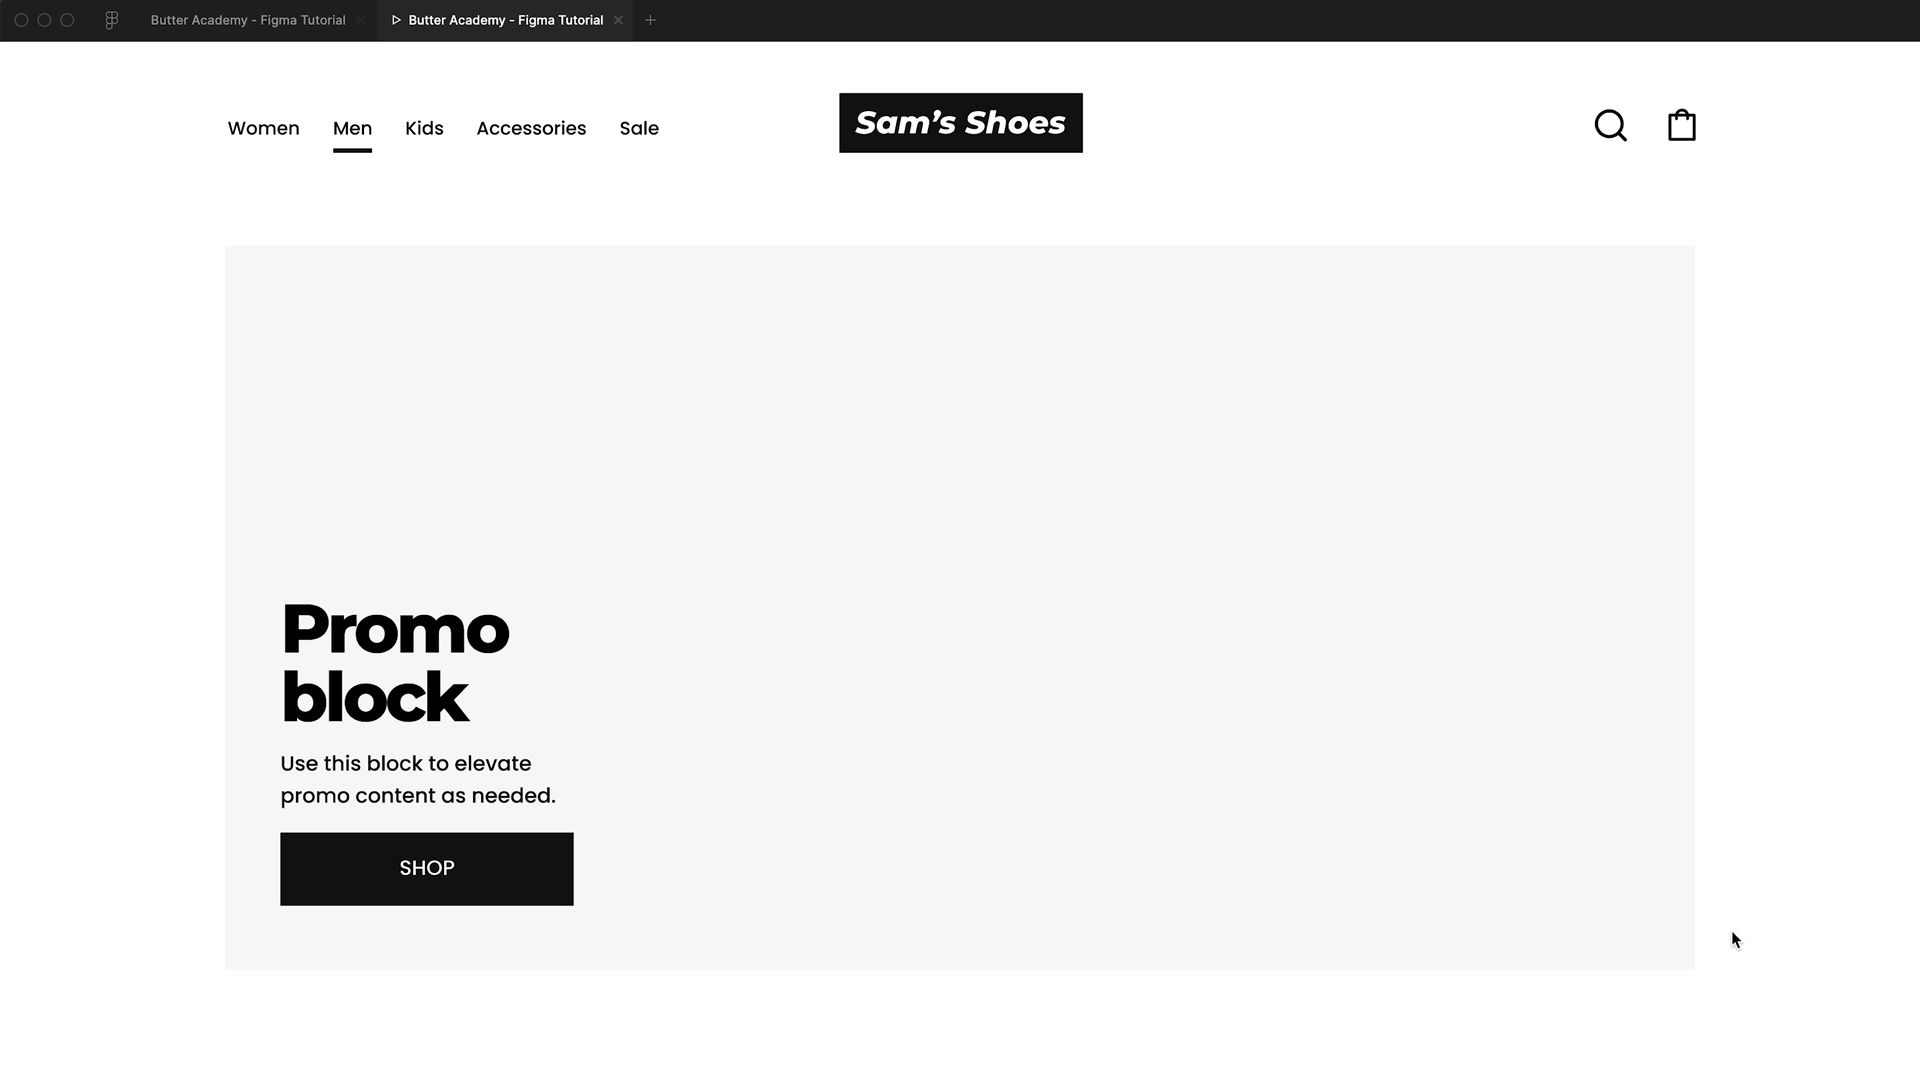 Butter Academy - Figma Tutorial
Butter Academy - Figma Tutorial
Women
Men
Kids
Accessories
Sale
Sam’s Shoes
Promo
block
Use this block to elevate
promo content as needed.
SHOP